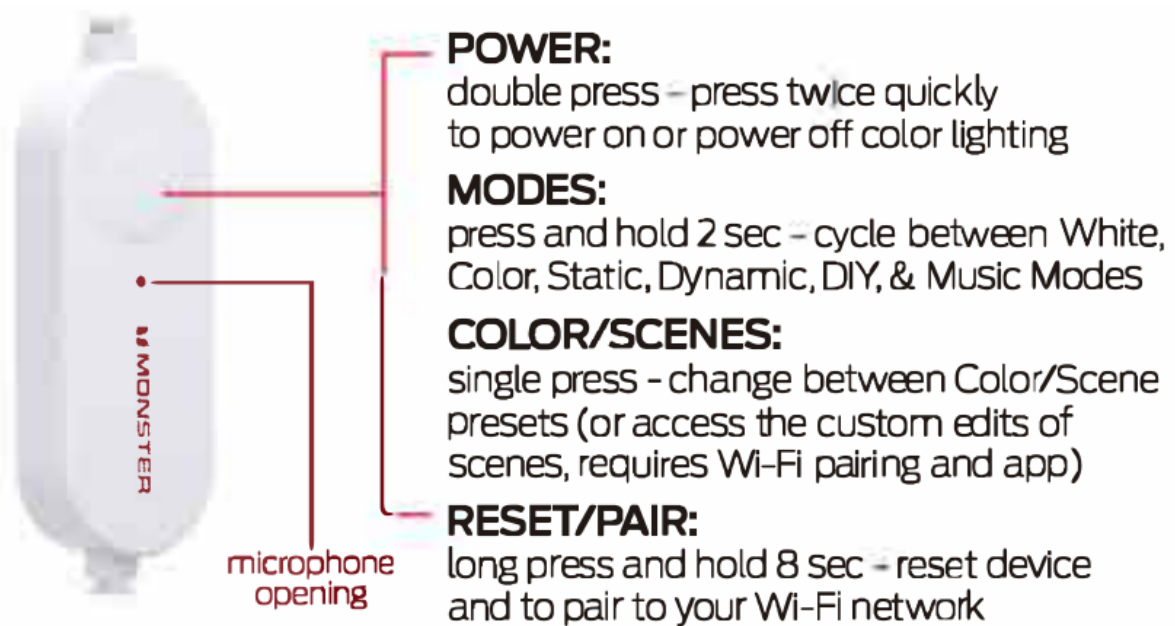 POWER:
double press - press twice quickly
to power on or power off color lighting
MODES:
press and hold 2 sec - cycle between White,
Color, Static, Dynamic, DIY, & Music Modes
COLOR/SCENES:
single press - change between Color/Scene
presets (or access the custom edits of
scenes, requires Wi-Fi pairing and app)
RESET/PAIR:
long press and hold 8 sec - reset device
and to pair to your Wi-Fi network
MONSTER
microphone
opening